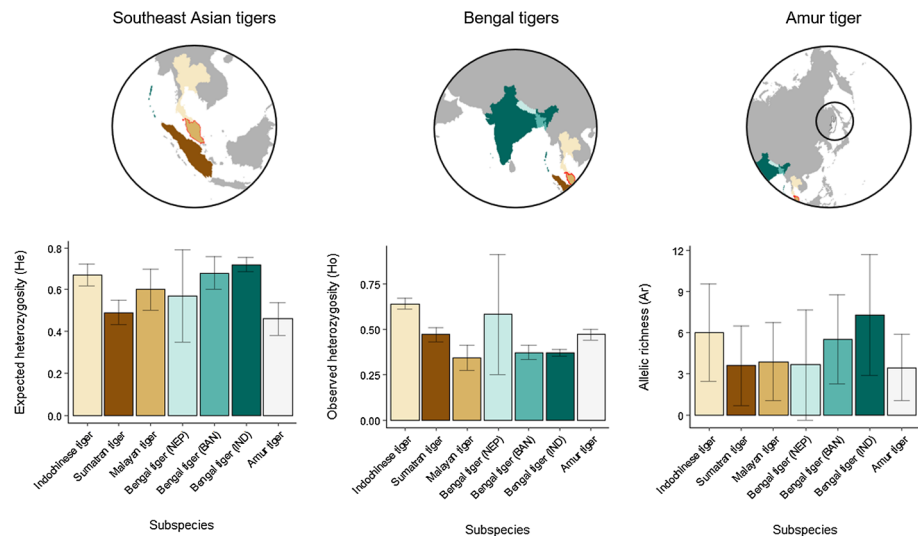 Southeast Asian tigers
Bengal tigers
Amur tiger
Expected heterozygosity (He)
0.8
0.6
0.4
0.2
0.0
Indochinese tiger
Sumatran tiger
Malayan tiger
Bengal tiger (NEP)
Bengal tiger (BAN)
Bengal tiger (IND)
Amur tiger
Subspecies
Observed heterozygosity (Ho)
0.75
0.50
0.25
0.00
Indochinese tiger
Sumatran tiger
Malayan tiger
Bengal tiger (NEP)
Bengal tiger (BAN)
Bengal tiger (IND)
Amur tiger
Subspecies
Allelic richness (Ar)
12
9
6
3
0
Indochinese tiger
Sumatran tiger
Malayan tiger
Bengal tiger (NEP)
Bengal tiger (BAN)
Bengal tiger (IND)
Amur tiger
Subspecies